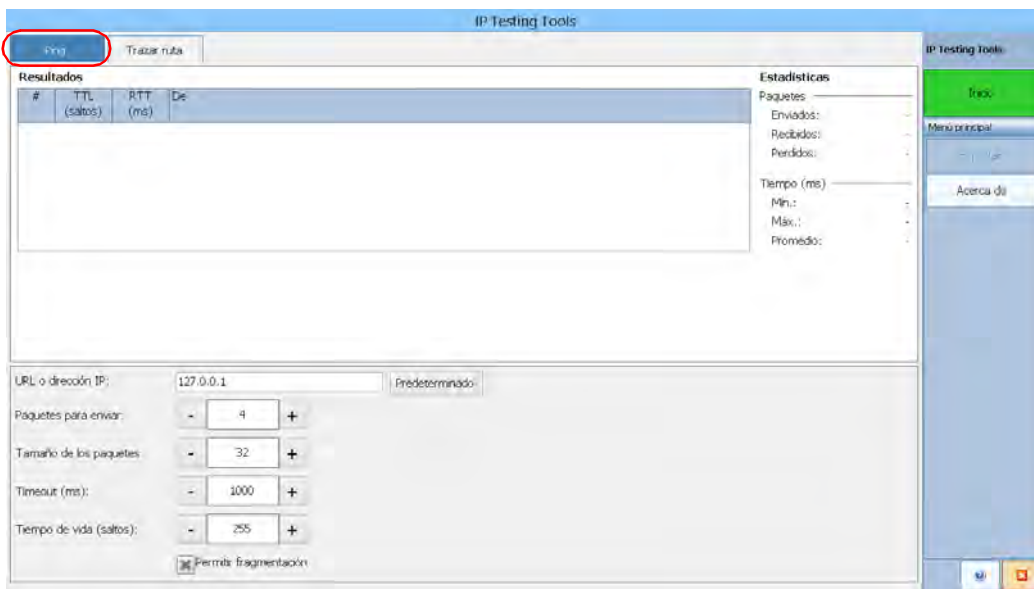 IP Testing Tools
Ping
Trazar ruta
Resultados
#
TTL (saltos)
RTT (ms)
De
Estadísticas
Paquetes
Enviados: -
Recibidos: -
Perdidos: -
Tiempo (ms)
Mín.: -
Máx.: -
Promedio: -
URL o dirección IP:
127.0.0.1
Predeterminado
Paquetes para enviar:
- 4 +
Tamaño de los paquetes
- 32 +
Timeout (ms):
- 1000 +
Tiempo de vida (saltos):
- 255 +
Permitir fragmentación
IP Testing Tools
Inicio
Menú principal
Acerca de